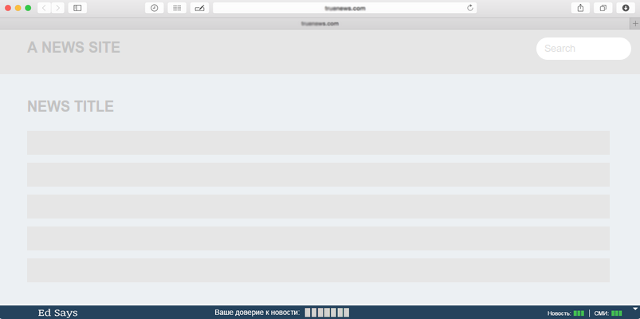 truenews.com
truenews.com
A NEWS SITE
Search
NEWS TITLE
Ed Says
Ваше доверие к новости:
Новость: | СМИ: